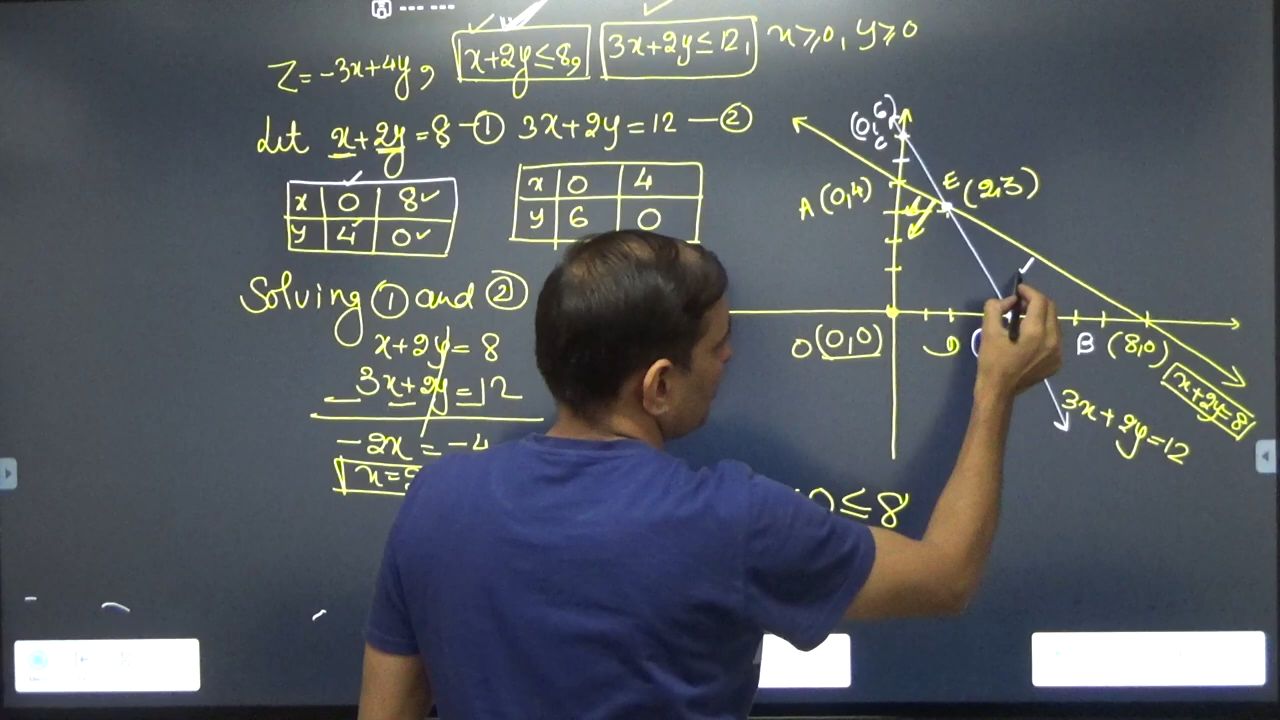 Z = -3x+4y, x+2y≤8, 3x+2y≤12, x≥0, y≥0
Let x+2y=8 -① 3x+2y=12 -②
x 0 8
y 4 0
x 0 4
y 6 0
Solving ① and ②
x+2y=8
3x+2y=12
-2x=-4
x=
0≤8
(0,6)
C
E (2,3)
A (0,4)
O (0,0)
B (8,0)
x+2y=8
3x+2y=12